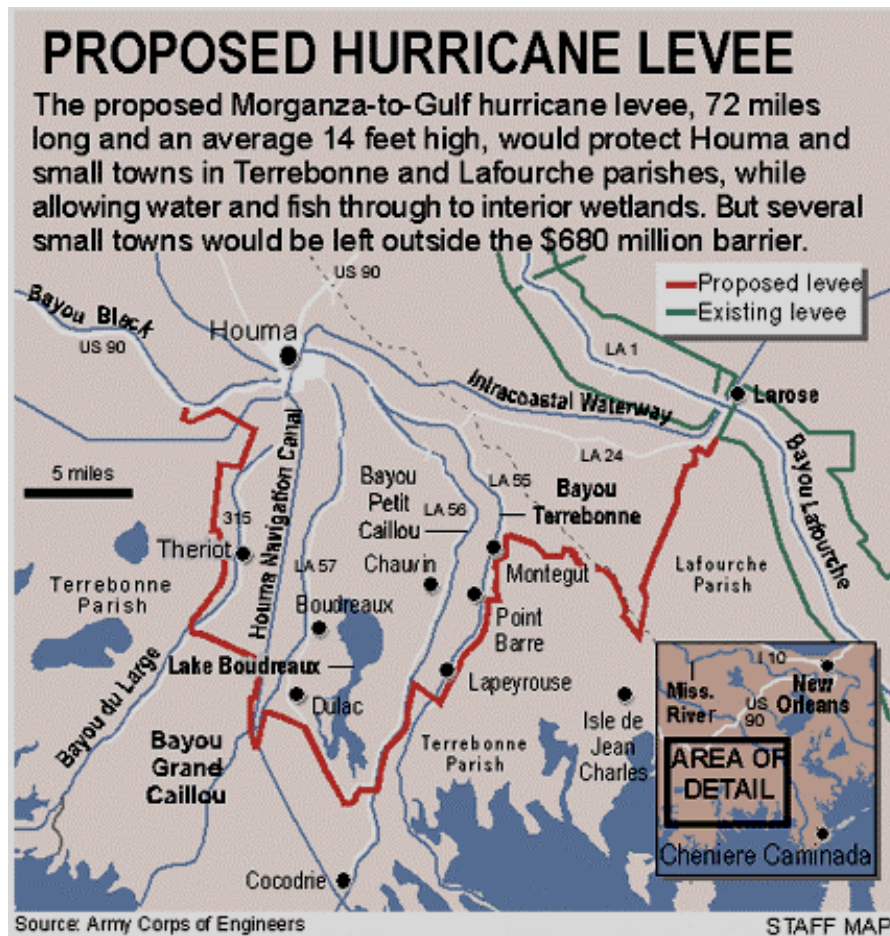 PROPOSED HURRICANE LEVEE
The proposed Morganza-to-Gulf hurricane levee, 72 miles
long and an average 14 feet high, would protect Houma and
small towns in Terrebonne and Lafourche parishes, while
allowing water and fish through to interior wetlands. But several
small towns would be left outside the $680 million barrier.
US 90
Proposed levee
Existing levee
Bayou Black
US 90
Houma
LA 1
Intracoastal Waterway
Larose
LA 24
5 miles
Houma Navigation Canal
Bayou
Petit
Caillou
LA 56
LA 55
Bayou
Terrebonne
Bayou Lafourche
315
Theriot
LA 57
Chauvin
Montegut
Lafourche
Parish
Terrebonne
Parish
Boudreaux
Point
Barre
Lake Boudreaux
Lapeyrouse
Bayou du Large
Dulac
Isle de
Jean
Charles
Bayou
Grand
Caillou
Terrebonne
Parish
Cocodrie
I 10
New
Orleans
Miss.
River
US
90
AREA OF
DETAIL
Cheniere Caminada
Source: Army Corps of Engineers
STAFF MAP